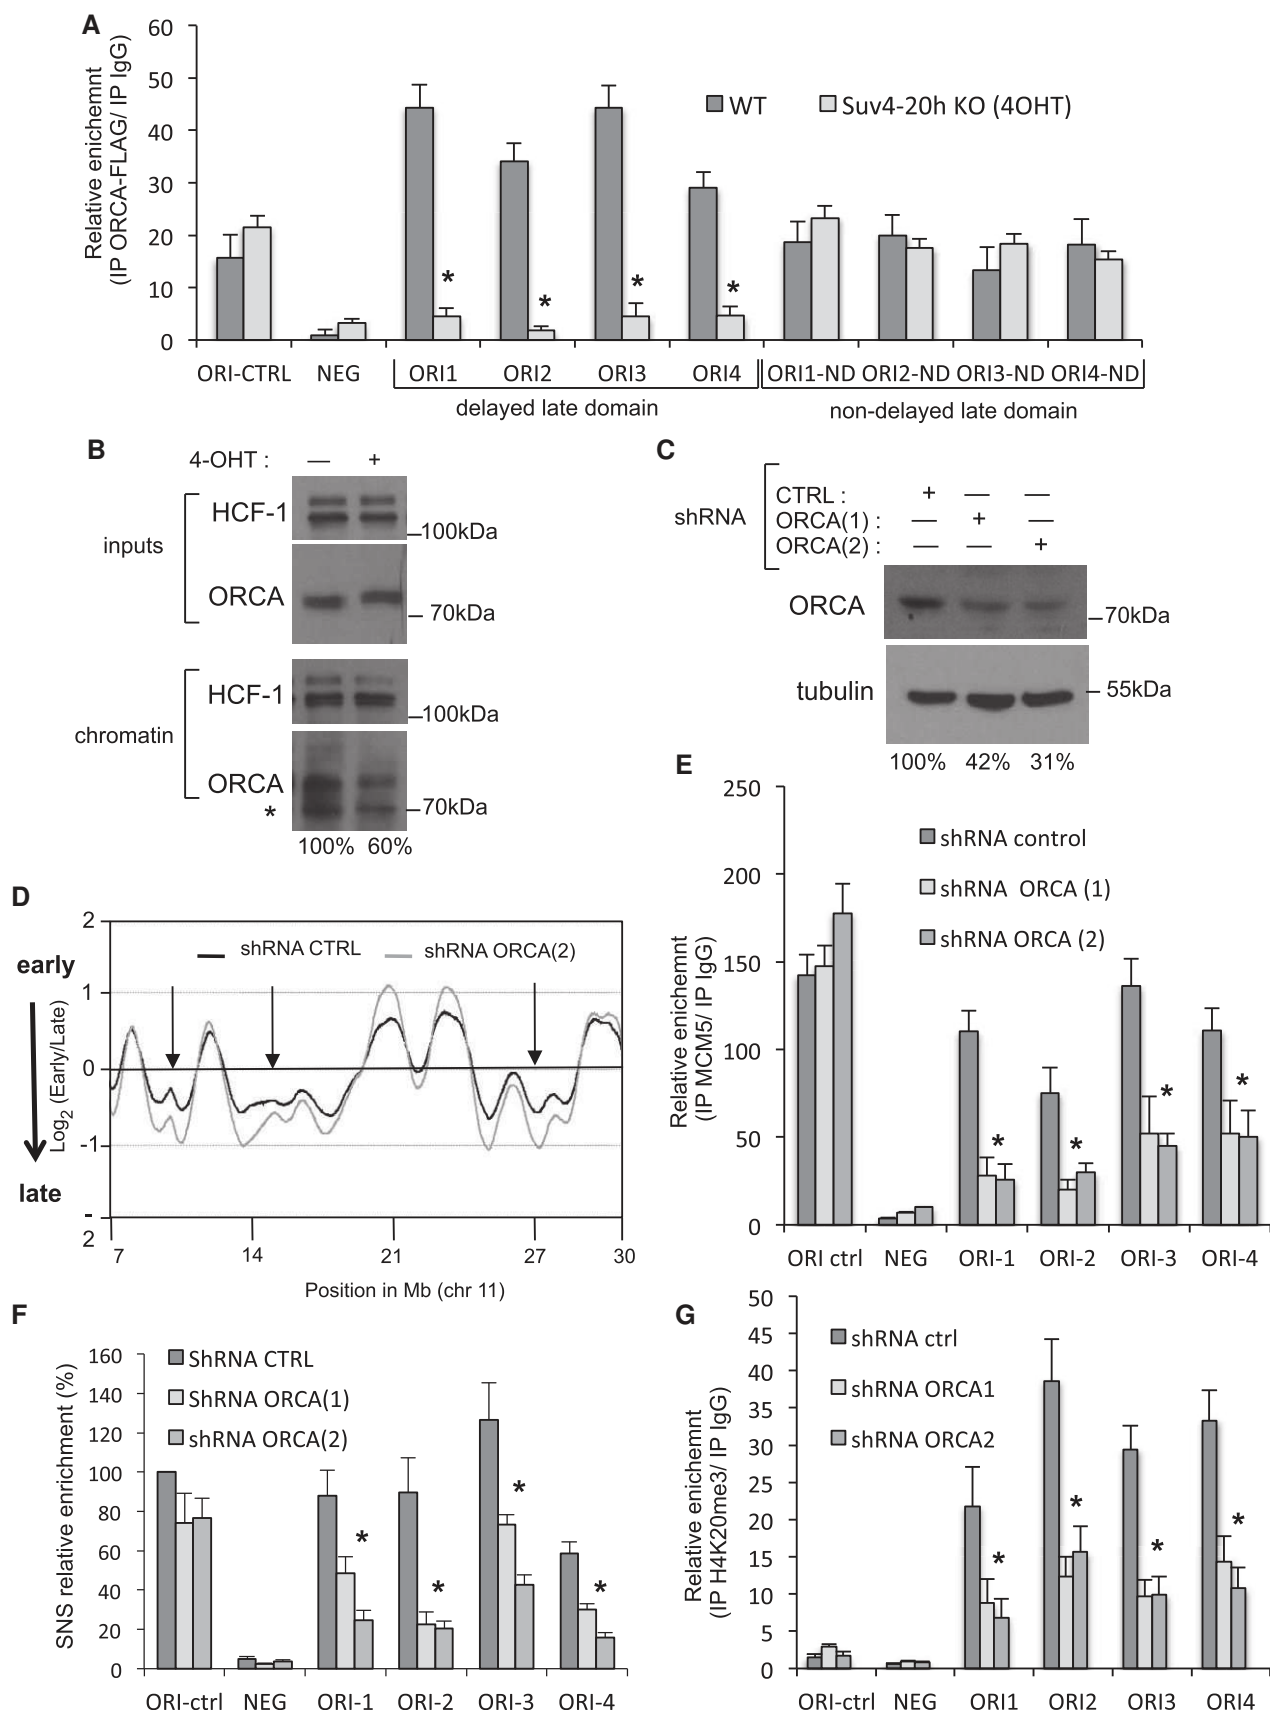 A
60
50
40
30
20
10
0
Relative enichemnt
(IP ORCA-FLAG/ IP IgG)
WT
Suv4-20h KO (4OHT)
*
*
*
*
ORI-CTRL NEG ORI1 ORI2 ORI3 ORI4 ORI1-ND ORI2-ND ORI3-ND ORI4-ND
delayed late domain
non-delayed late domain
B
4-OHT : — +
inputs
HCF-1
100kDa
ORCA
70kDa
chromatin
HCF-1
100kDa
ORCA
*
70kDa
100% 60%
C
shRNA
CTRL : + — —
ORCA(1) : — + —
ORCA(2) : — — +
ORCA
70kDa
tubulin
55kDa
100% 42% 31%
D
early
late
Log2 (Early/Late)
2
1
0
-1
-
2
shRNA CTRL
shRNA ORCA(2)
7 14 21 27 30
Position in Mb (chr 11)
E
250
200
150
100
50
0
Relative enichemnt
(IP MCM5/ IP IgG)
shRNA control
shRNA ORCA (1)
shRNA ORCA (2)
*
*
*
*
ORI ctrl NEG ORI-1 ORI-2 ORI-3 ORI-4
F
160
140
120
100
80
60
40
20
0
SNS relative enrichment (%)
ShRNA CTRL
ShRNA ORCA(1)
shRNA ORCA(2)
*
*
*
*
ORI-ctrl NEG ORI-1 ORI-2 ORI-3 ORI-4
G
50
45
40
35
30
25
20
15
10
5
0
Relative enichemnt
(IP H4K20me3/ IP IgG)
shRNA ctrl
shRNA ORCA1
shRNA ORCA2
*
*
*
*
ORI-ctrl NEG ORI1 ORI2 ORI3 ORI4